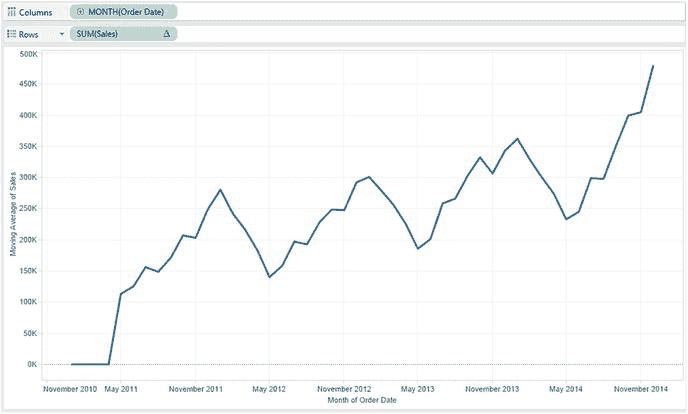 Columns MONTH(Order Date)
Rows SUM(Sales) Δ
500K
450K
400K
350K
300K
250K
200K
150K
100K
50K
0K
Moving Average of Sales
November 2010 May 2011 November 2011 May 2012 November 2012 May 2013 November 2013 May 2014 November 2014
Month of Order Date